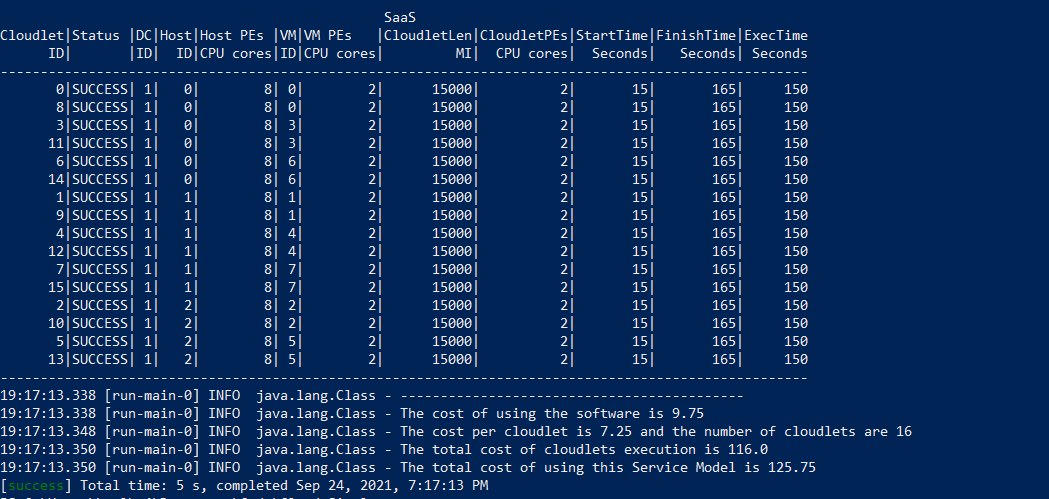 SaaS
Cloudlet|Status |DC|Host|Host PEs |VM|VM PEs   |CloudletLen|CloudletPEs|StartTime|FinishTime|ExecTime
      ID|       |ID|  ID|CPU cores|ID|CPU cores|         MI|  CPU cores|  Seconds|   Seconds| Seconds
-----------------------------------------------------------------------------------------------------
       0|SUCCESS| 1|   0|        8| 0|        2|      15000|          2|       15|       165|     150
       8|SUCCESS| 1|   0|        8| 0|        2|      15000|          2|       15|       165|     150
       3|SUCCESS| 1|   0|        8| 3|        2|      15000|          2|       15|       165|     150
      11|SUCCESS| 1|   0|        8| 3|        2|      15000|          2|       15|       165|     150
       6|SUCCESS| 1|   0|        8| 6|        2|      15000|          2|       15|       165|     150
      14|SUCCESS| 1|   0|        8| 6|        2|      15000|          2|       15|       165|     150
       1|SUCCESS| 1|   1|        8| 1|        2|      15000|          2|       15|       165|     150
       9|SUCCESS| 1|   1|        8| 1|        2|      15000|          2|       15|       165|     150
       4|SUCCESS| 1|   1|        8| 4|        2|      15000|          2|       15|       165|     150
      12|SUCCESS| 1|   1|        8| 4|        2|      15000|          2|       15|       165|     150
       7|SUCCESS| 1|   1|        8| 7|        2|      15000|          2|       15|       165|     150
      15|SUCCESS| 1|   1|        8| 7|        2|      15000|          2|       15|       165|     150
       2|SUCCESS| 1|   2|        8| 2|        2|      15000|          2|       15|       165|     150
      10|SUCCESS| 1|   2|        8| 2|        2|      15000|          2|       15|       165|     150
       5|SUCCESS| 1|   2|        8| 5|        2|      15000|          2|       15|       165|     150
      13|SUCCESS| 1|   2|        8| 5|        2|      15000|          2|       15|       165|     150
-----------------------------------------------------------------------------------------------------
19:17:13.338 [run-main-0] INFO  java.lang.Class - -------------------------------------------
19:17:13.338 [run-main-0] INFO  java.lang.Class - The cost of using the software is 9.75
19:17:13.348 [run-main-0] INFO  java.lang.Class - The cost per cloudlet is 7.25 and the number of cloudlets are 16
19:17:13.350 [run-main-0] INFO  java.lang.Class - The total cost of cloudlets execution is 116.0
19:17:13.350 [run-main-0] INFO  java.lang.Class - The total cost of using this Service Model is 125.75
[success] Total time: 5 s, completed Sep 24, 2021, 7:17:13 PM